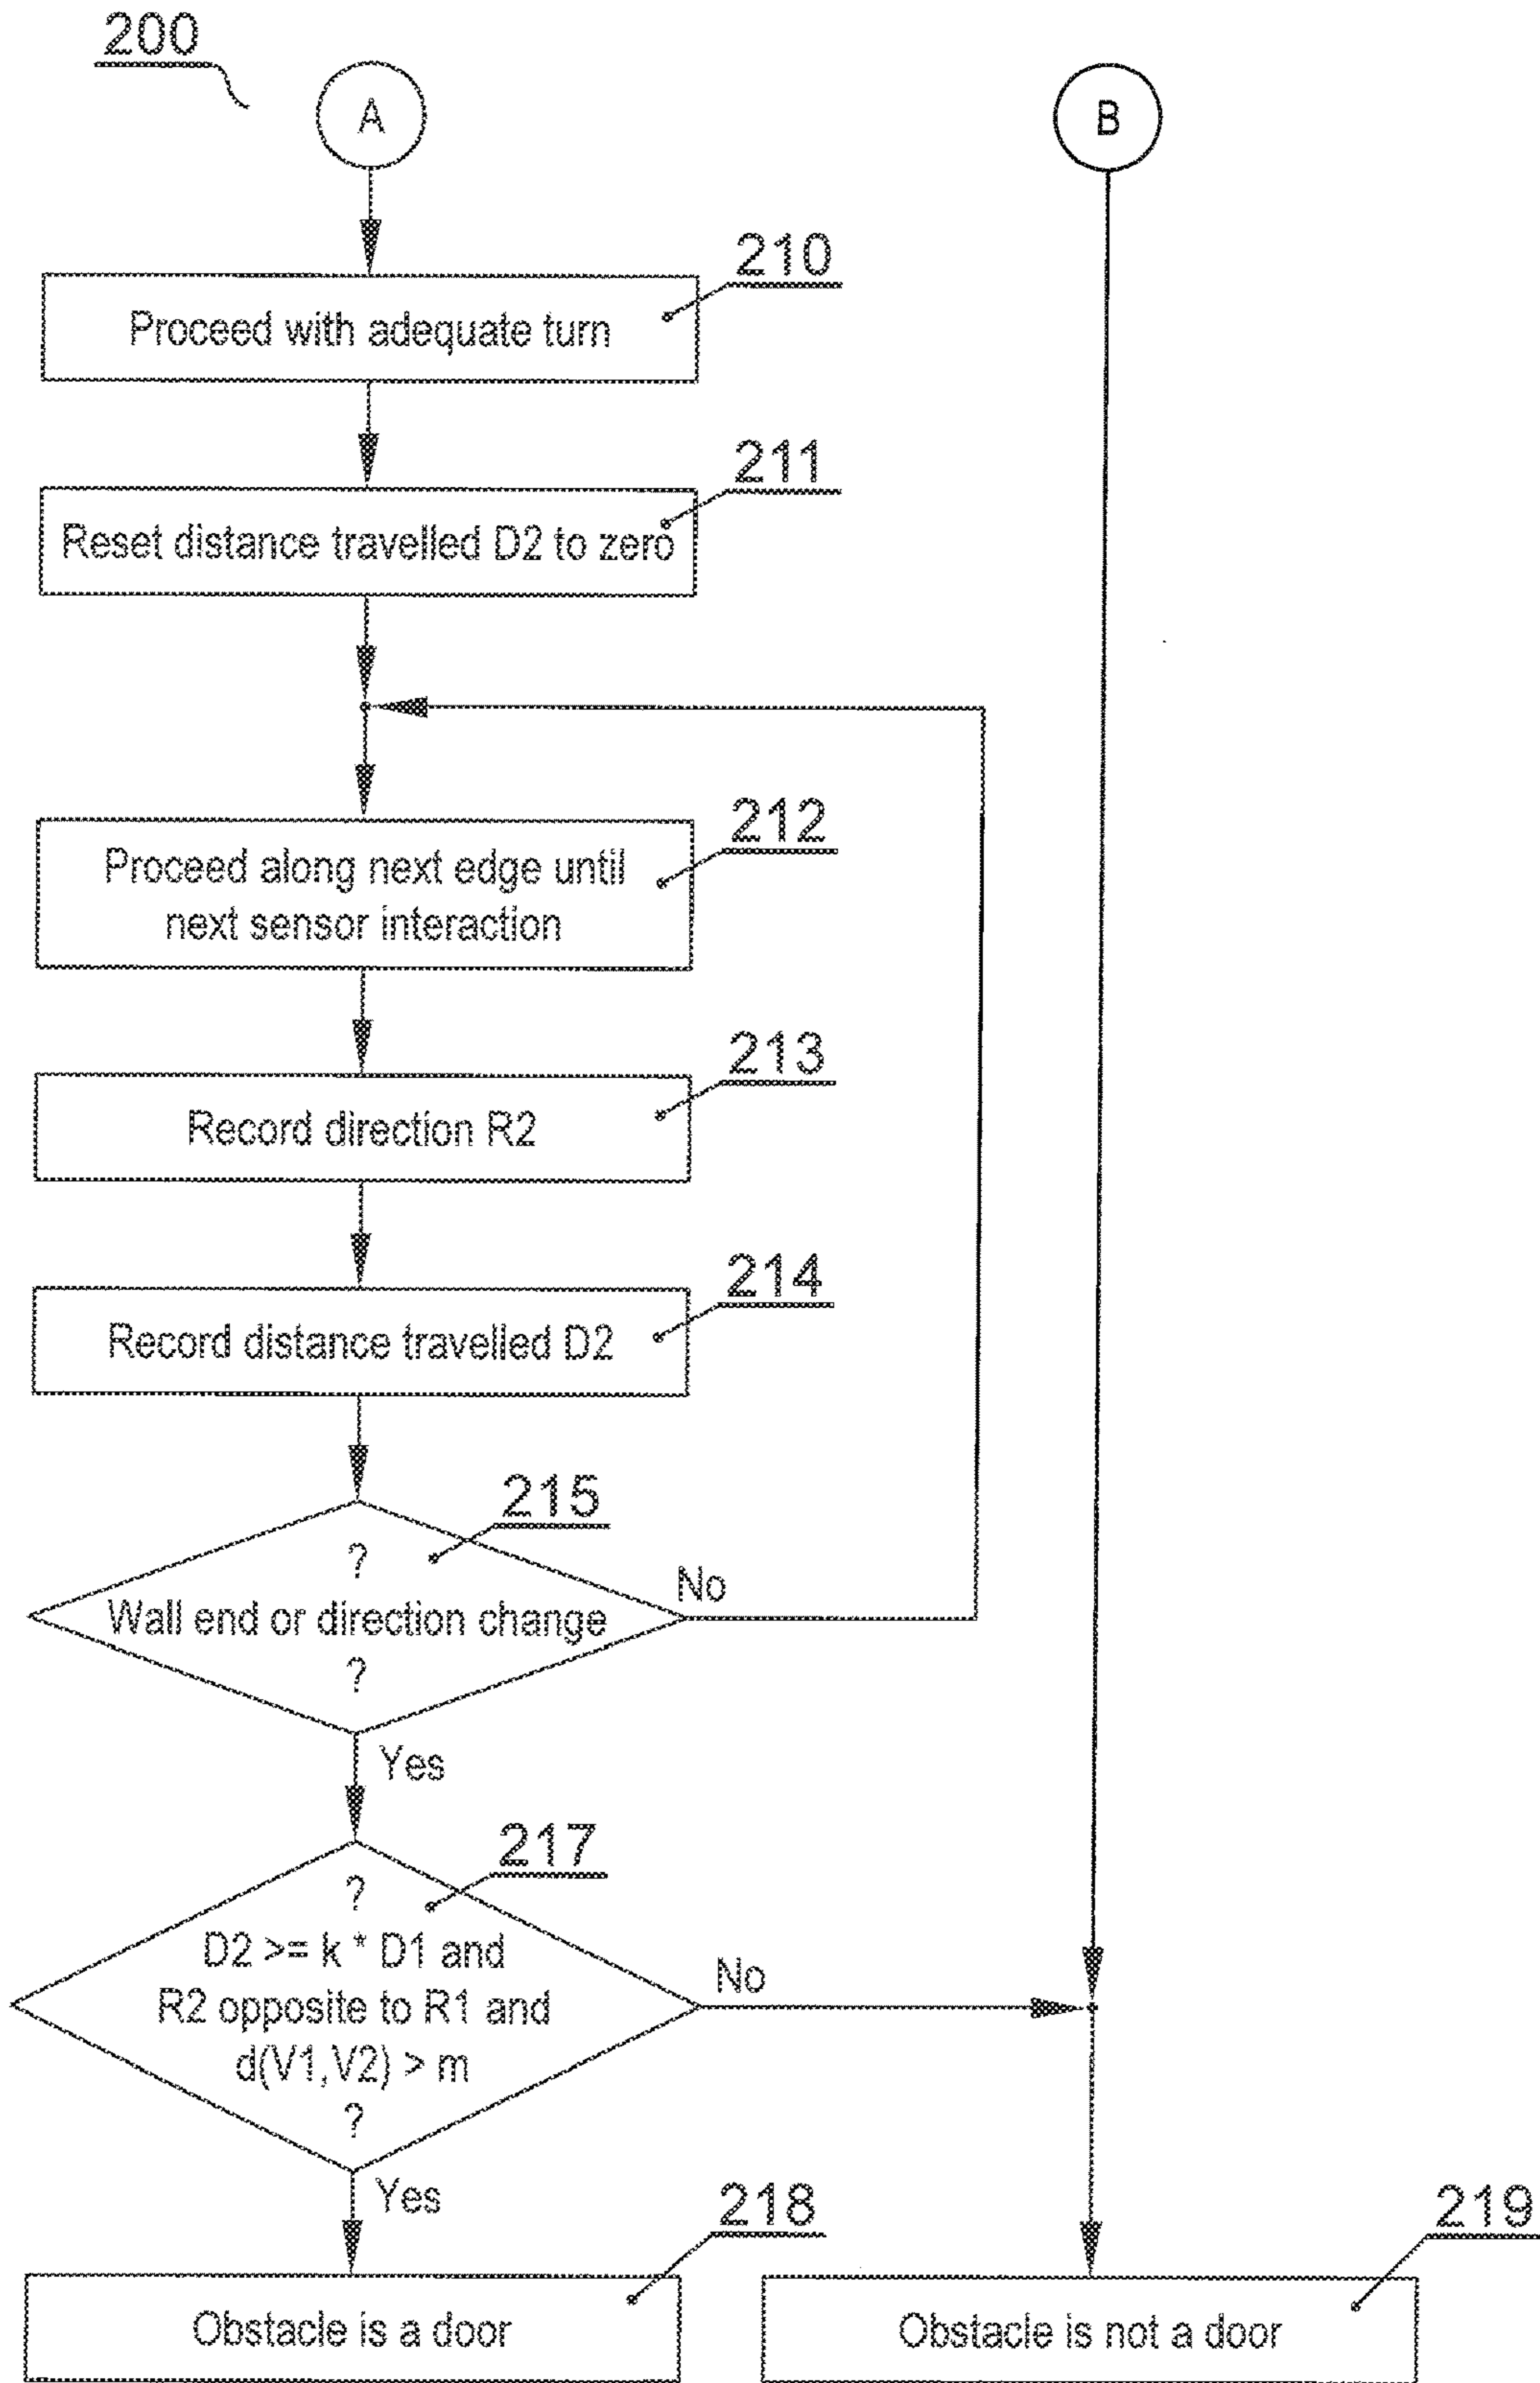 200
A
B
210
Proceed with adequate turn
211
Reset distance travelled D2 to zero
212
Proceed along next edge until
next sensor interaction
213
Record direction R2
214
Record distance travelled D2
215
?
Wall end or direction change
?
No
Yes
217
?
D2 >= k * D1 and
R2 opposite to R1 and
d(V1,V2) > m
?
No
Yes
218
Obstacle is a door
219
Obstacle is not a door